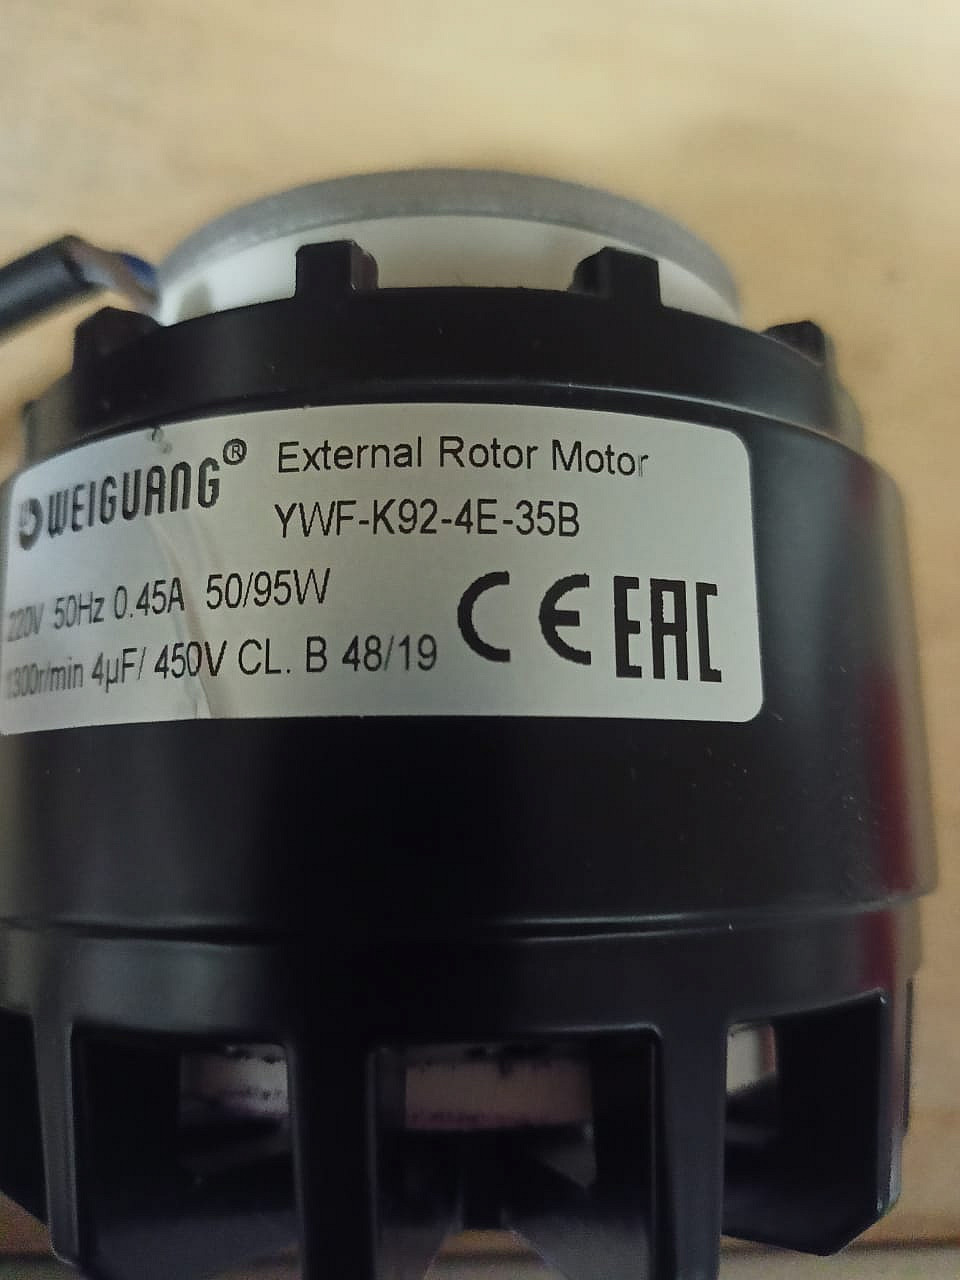 WEIGUANG® External Rotor Motor
YWF-K92-4E-35B
220V 50Hz 0.45A 50/95W
1300r/min 4µF/ 450V CL. B 48/19
CE EAC